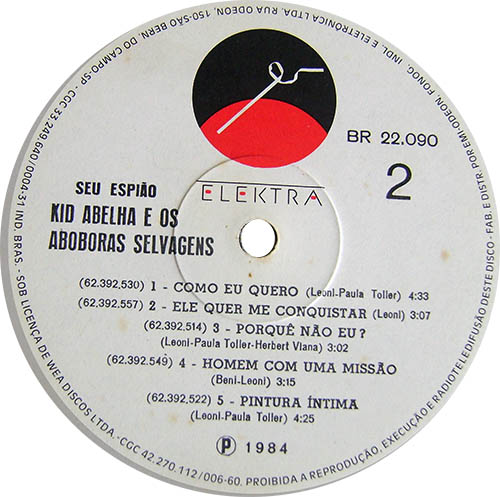 BR 22.090
2
ELEKTRA
SEU ESPIÃO
KID ABELHA E OS
ABOBORAS SELVAGENS
(62.392,530) 1 - COMO EU QUERO (Leoni-Paula Toller) 4:33
(62.392,557) 2 - ELE QUER ME CONQUISTAR (Leoni) 3:07
(62.392,514) 3 - PORQUÊ NÃO EU?
(Leoni-Paula Toller-Herbert Viana) 3:02
(62.392,549) 4 - HOMEM COM UMA MISSÃO
(Beni-Leoni) 3:15
(62.392,522) 5 - PINTURA ÍNTIMA
(Leoni-Paula Toller) 4:25
Ⓟ 1984
FAB. E DISTR. POR EMI-ODEON, FONOG. INDL. E ELETRÔNICA LTDA. RUA ODEON, 150-SÃO BERN. DO CAMPO-SP - CGC 33.249.640/0004-31 IND. BRAS. - SOB LICENÇA DE WEA DISCOS LTDA. - CGC 42.270.112/006-60. PROIBIDA A REPRODUÇÃO, EXECUÇÃO E RADIOTELEDIFUSÃO DESTE DISCO -